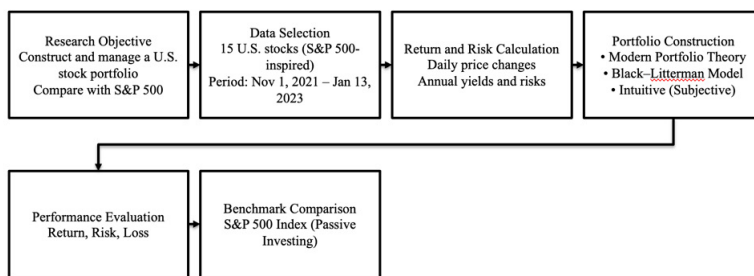 Research Objective
Construct and manage a U.S.
stock portfolio
Compare with S&P 500
Data Selection
15 U.S. stocks (S&P 500-
inspired)
Period: Nov 1, 2021 – Jan 13,
2023
Return and Risk Calculation
Daily price changes
Annual yields and risks
Portfolio Construction
• Modern Portfolio Theory
• Black–Litterman Model
• Intuitive (Subjective)
Performance Evaluation
Return, Risk, Loss
Benchmark Comparison
S&P 500 Index (Passive
Investing)